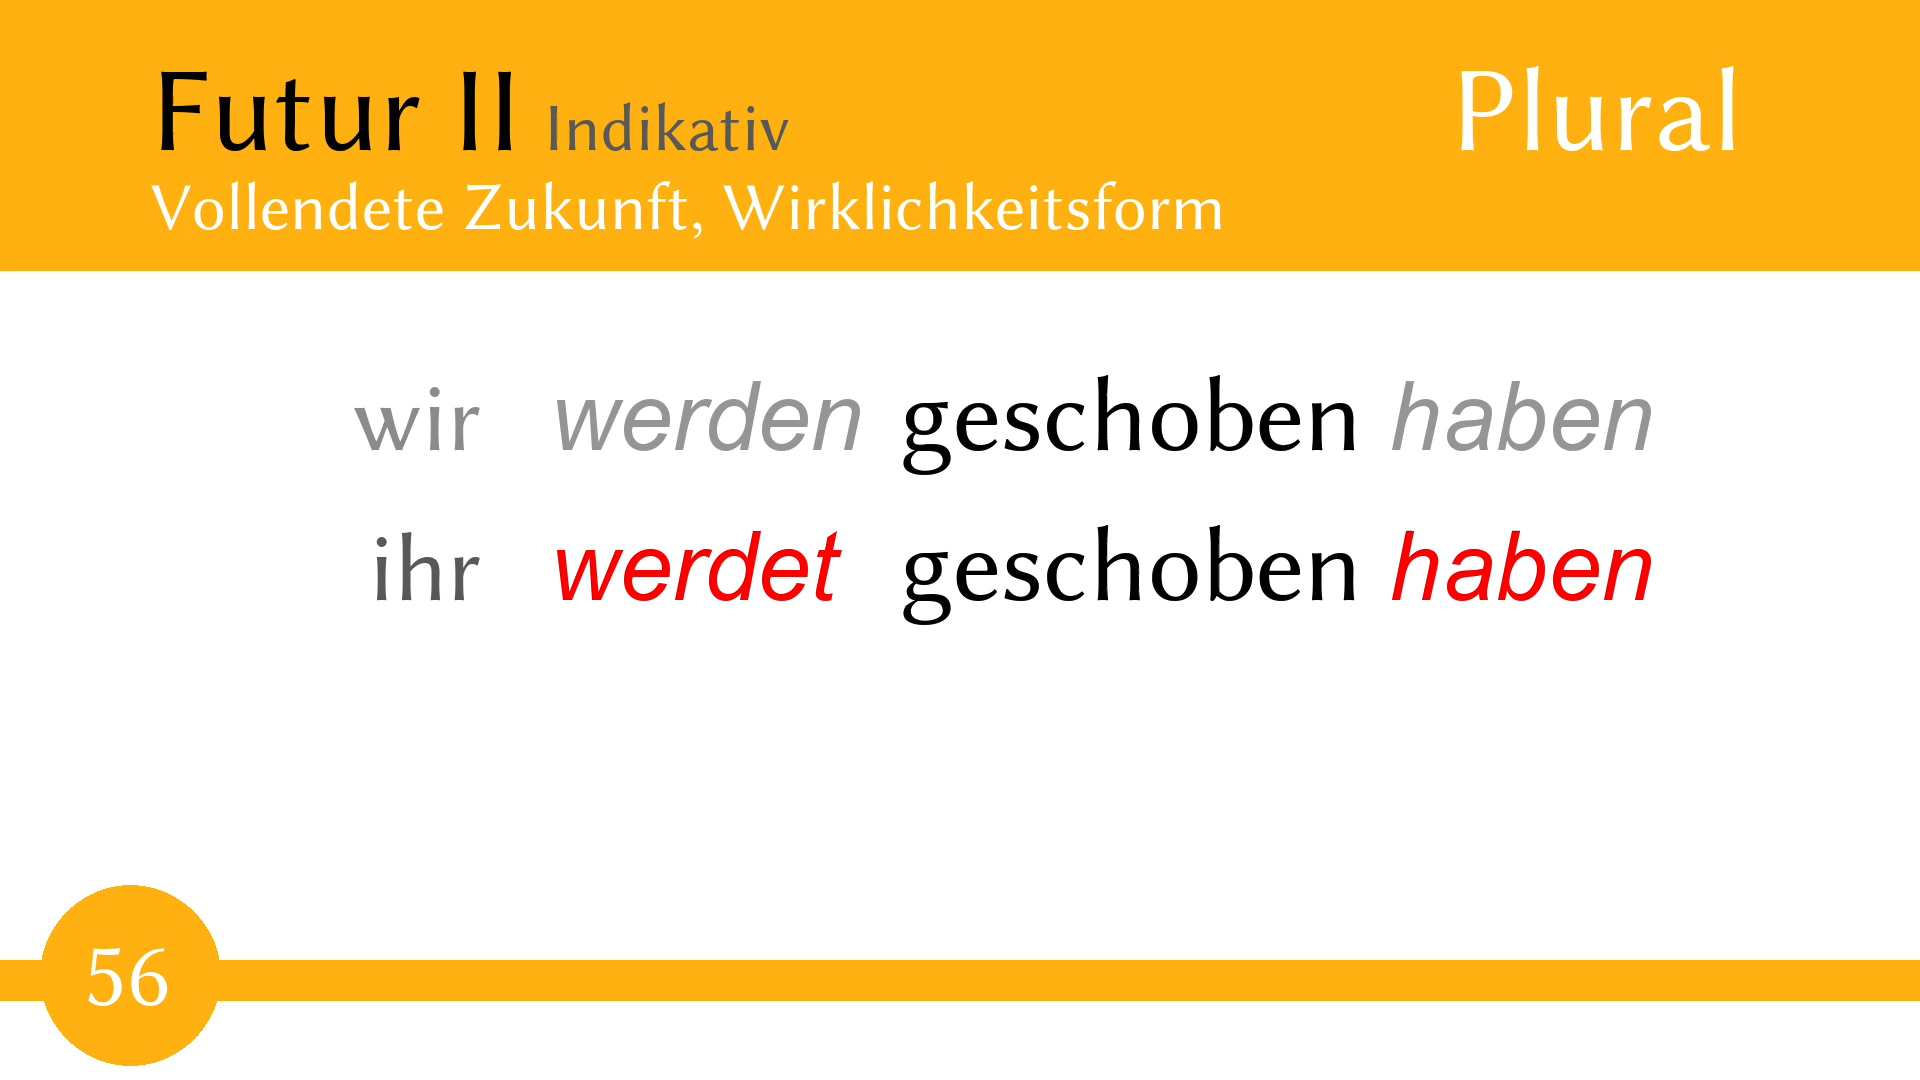 Futur II Indikativ Plural
Vollendete Zukunft, Wirklichkeitsform
wir werden geschoben haben
ihr werdet geschoben haben
56